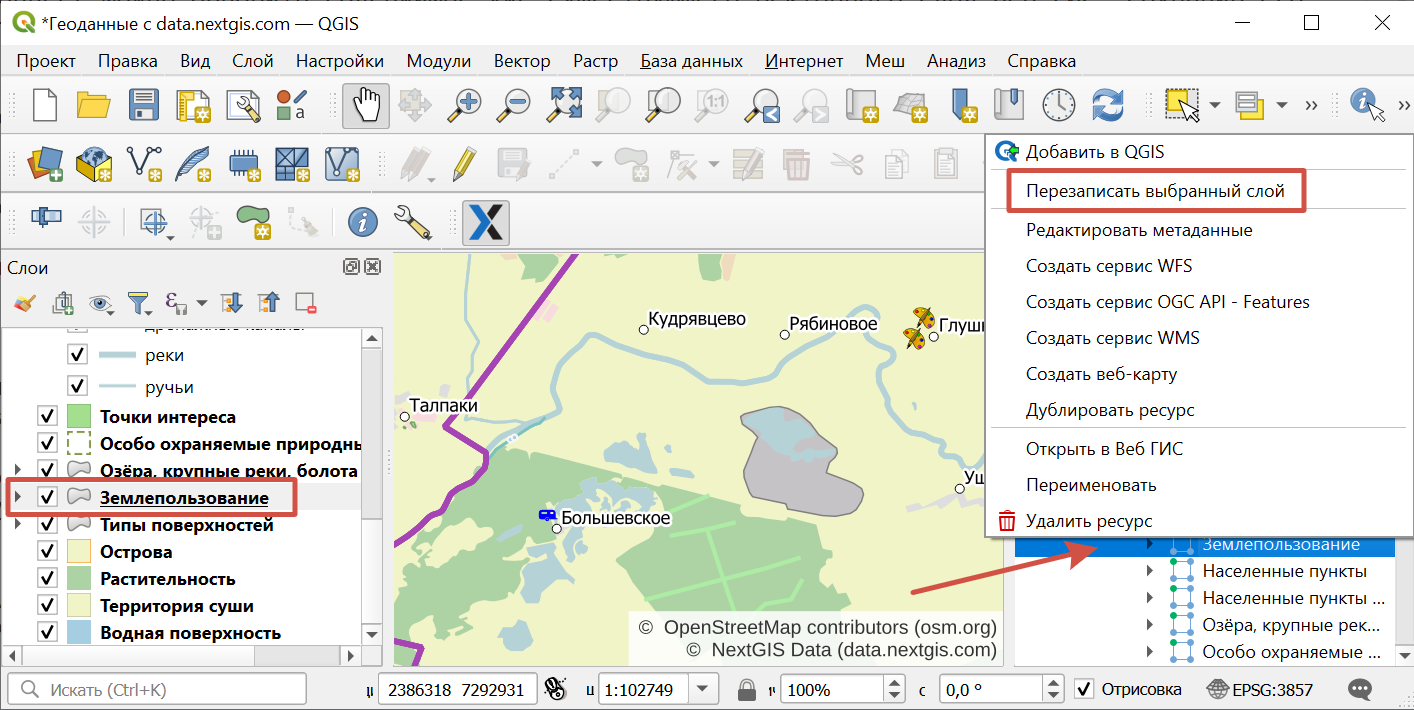 *Геоданные с data.nextgis.com — QGIS
Проект Правка Вид Слой Настройки Модули Вектор Растр База данных Интернет Меш Анализ Справка
a
1:1
»
»
Добавить в QGIS
Перезаписать выбранный слой
Редактировать метаданные
Создать сервис WFS
Создать сервис OGC API - Features
Создать сервис WMS
Создать веб-карту
Дублировать ресурс
Открыть в Веб ГИС
Переименовать
Удалить ресурс
Слои
реки
ручьи
Точки интереса
Особо охраняемые природнь
Озёра, крупные реки, болота
Землепользование
Типы поверхностей
Острова
Растительность
Территория суши
Водная поверхность
Кудрявцево
Рябиновое
Глуш
Талпаки
Уш
Большевское
© OpenStreetMap contributors (osm.org)
© NextGIS Data (data.nextgis.com)
Землепользование
Населенные пункты
Населенные пункты ...
Озёра, крупные рек...
Особо охраняемые ...
Искать (Ctrl+K)
2386318 7292931
1:102749
100%
с
0,0 °
Отрисовка
EPSG:3857